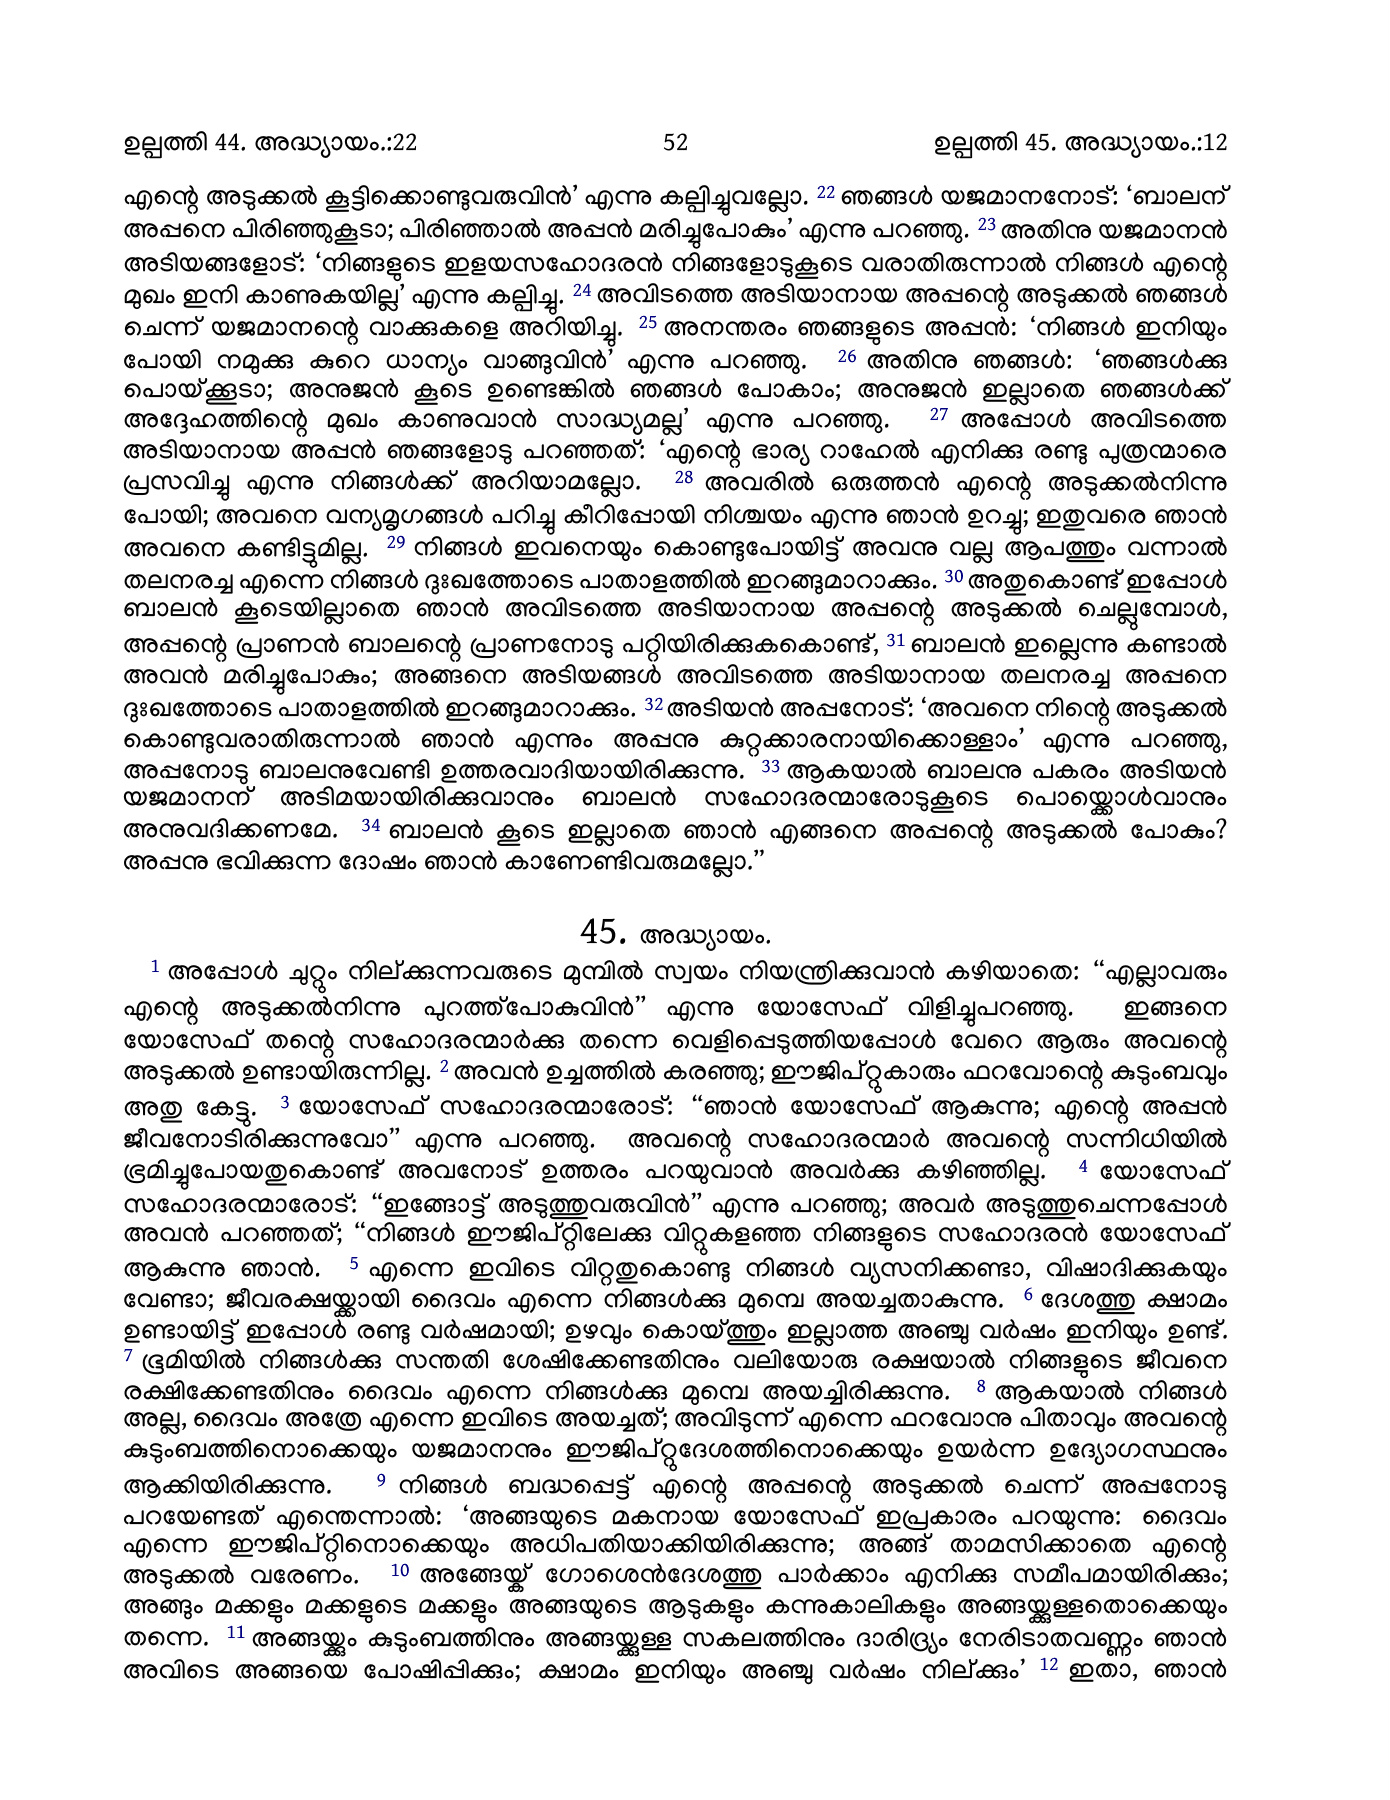 ഉല്പത്തി 44. അദ്ധ്യായം.:22 52 ഉല്പത്തി 45. അദ്ധ്യായം.:12
എന്റെ അടുക്കൽ കൂട്ടിക്കൊണ്ടുവരുവിൻ’ എന്നു കല്പിച്ചുവല്ലോ. 22 ഞങ്ങൾ യജമാനനോട്: ‘ബാലന്
അപ്പനെ പിരിഞ്ഞുകൂടാ; പിരിഞ്ഞാൽ അപ്പൻ മരിച്ചുപോകും’ എന്നു പറഞ്ഞു. 23 അതിനു യജമാനൻ
അടിയങ്ങളോട്: ‘നിങ്ങളുടെ ഇളയസഹോദരൻ നിങ്ങളോടുകൂടെ വരാതിരുന്നാൽ നിങ്ങൾ എന്റെ
മുഖം ഇനി കാണുകയില്ല’ എന്നു കല്പിച്ചു. 24 അവിടത്തെ അടിയാനായ അപ്പന്റെ അടുക്കൽ ഞങ്ങൾ
ചെന്ന് യജമാനന്റെ വാക്കുകളെ അറിയിച്ചു. 25 അനന്തരം ഞങ്ങളുടെ അപ്പൻ: ‘നിങ്ങൾ ഇനിയും
പോയി നമുക്കു കുറെ ധാന്യം വാങ്ങുവിൻ’ എന്നു പറഞ്ഞു. 26 അതിനു ഞങ്ങൾ: ‘ഞങ്ങൾക്കു
പൊയ്ക്കൂടാ; അനുജൻ കൂടെ ഉണ്ടെങ്കിൽ ഞങ്ങൾ പോകാം; അനുജൻ ഇല്ലാതെ ഞങ്ങൾക്ക്
അദ്ദേഹത്തിന്റെ മുഖം കാണുവാൻ സാദ്ധ്യമല്ല’ എന്നു പറഞ്ഞു. 27 അപ്പോൾ അവിടത്തെ
അടിയാനായ അപ്പൻ ഞങ്ങളോടു പറഞ്ഞത്: ‘എന്റെ ഭാര്യ റാഹേൽ എനിക്കു രണ്ടു പുത്രന്മാരെ
പ്രസവിച്ചു എന്നു നിങ്ങൾക്ക് അറിയാമല്ലോ. 28 അവരിൽ ഒരുത്തൻ എന്റെ അടുക്കൽനിന്നു
പോയി; അവനെ വന്യമൃഗങ്ങൾ പറിച്ചു കീറിപ്പോയി നിശ്ചയം എന്നു ഞാൻ ഉറച്ചു; ഇതുവരെ ഞാൻ
അവനെ കണ്ടിട്ടുമില്ല. 29 നിങ്ങൾ ഇവനെയും കൊണ്ടുപോയിട്ട് അവനു വല്ല ആപത്തും വന്നാൽ
തലനരച്ച എന്നെ നിങ്ങൾ ദുഃഖത്തോടെ പാതാളത്തിൽ ഇറങ്ങുമാറാക്കും. 30 അതുകൊണ്ട് ഇപ്പോൾ
ബാലൻ കൂടെയില്ലാതെ ഞാൻ അവിടത്തെ അടിയാനായ അപ്പന്റെ അടുക്കൽ ചെല്ലുമ്പോൾ,
അപ്പന്റെ പ്രാണൻ ബാലന്റെ പ്രാണനോടു പറ്റിയിരിക്കുകകൊണ്ട്, 31 ബാലൻ ഇല്ലെന്നു കണ്ടാൽ
അവൻ മരിച്ചുപോകും; അങ്ങനെ അടിയങ്ങൾ അവിടത്തെ അടിയാനായ തലനരച്ച അപ്പനെ
ദുഃഖത്തോടെ പാതാളത്തിൽ ഇറങ്ങുമാറാക്കും. 32 അടിയൻ അപ്പനോട്: ‘അവനെ നിന്റെ അടുക്കൽ
കൊണ്ടുവരാതിരുന്നാൽ ഞാൻ എന്നും അപ്പനു കുറ്റക്കാരനായിക്കൊള്ളാം’ എന്നു പറഞ്ഞു,
അപ്പനോടു ബാലനുവേണ്ടി ഉത്തരവാദിയായിരിക്കുന്നു. 33 ആകയാൽ ബാലനു പകരം അടിയൻ
യജമാനന് അടിമയായിരിക്കുവാനും ബാലൻ സഹോദരന്മാരോടുകൂടെ പൊയ്ക്കൊൾവാനും
അനുവദിക്കണമേ. 34 ബാലൻ കൂടെ ഇല്ലാതെ ഞാൻ എങ്ങനെ അപ്പന്റെ അടുക്കൽ പോകും?
അപ്പനു ഭവിക്കുന്ന ദോഷം ഞാൻ കാണേണ്ടിവരുമല്ലോ.”
45. അദ്ധ്യായം.
1 അപ്പോൾ ചുറ്റും നില്ക്കുന്നവരുടെ മുമ്പിൽ സ്വയം നിയന്ത്രിക്കുവാൻ കഴിയാതെ: “എല്ലാവരും
എന്റെ അടുക്കൽനിന്നു പുറത്ത്പോകുവിൻ” എന്നു യോസേഫ് വിളിച്ചുപറഞ്ഞു. ഇങ്ങനെ
യോസേഫ് തന്റെ സഹോദരന്മാർക്കു തന്നെ വെളിപ്പെടുത്തിയപ്പോൾ വേറെ ആരും അവന്റെ
അടുക്കൽ ഉണ്ടായിരുന്നില്ല. 2 അവൻ ഉച്ചത്തിൽ കരഞ്ഞു; ഈജിപ്റ്റുകാരും ഫറവോന്റെ കുടുംബവും
അതു കേട്ടു. 3 യോസേഫ് സഹോദരന്മാരോട്: “ഞാൻ യോസേഫ് ആകുന്നു; എന്റെ അപ്പൻ
ജീവനോടിരിക്കുന്നുവോ” എന്നു പറഞ്ഞു. അവന്റെ സഹോദരന്മാർ അവന്റെ സന്നിധിയിൽ
ഭ്രമിച്ചുപോയതുകൊണ്ട് അവനോട് ഉത്തരം പറയുവാൻ അവർക്കു കഴിഞ്ഞില്ല. 4 യോസേഫ്
സഹോദരന്മാരോട്: “ഇങ്ങോട്ട് അടുത്തുവരുവിൻ” എന്നു പറഞ്ഞു; അവർ അടുത്തുചെന്നപ്പോൾ
അവൻ പറഞ്ഞത്; “നിങ്ങൾ ഈജിപ്റ്റിലേക്കു വിറ്റുകളഞ്ഞ നിങ്ങളുടെ സഹോദരൻ യോസേഫ്
ആകുന്നു ഞാൻ. 5 എന്നെ ഇവിടെ വിറ്റതുകൊണ്ടു നിങ്ങൾ വ്യസനിക്കണ്ടാ, വിഷാദിക്കുകയും
വേണ്ടാ; ജീവരക്ഷയ്ക്കായി ദൈവം എന്നെ നിങ്ങൾക്കു മുമ്പെ അയച്ചതാകുന്നു. 6 ദേശത്തു ക്ഷാമം
ഉണ്ടായിട്ട് ഇപ്പോൾ രണ്ടു വർഷമായി; ഉഴവും കൊയ്ത്തും ഇല്ലാത്ത അഞ്ചു വർഷം ഇനിയും ഉണ്ട്.
7 ഭൂമിയിൽ നിങ്ങൾക്കു സന്തതി ശേഷിക്കേണ്ടതിനും വലിയോരു രക്ഷയാൽ നിങ്ങളുടെ ജീവനെ
രക്ഷിക്കേണ്ടതിനും ദൈവം എന്നെ നിങ്ങൾക്കു മുമ്പെ അയച്ചിരിക്കുന്നു. 8 ആകയാൽ നിങ്ങൾ
അല്ല, ദൈവം അത്രേ എന്നെ ഇവിടെ അയച്ചത്; അവിടുന്ന് എന്നെ ഫറവോനു പിതാവും അവന്റെ
കുടുംബത്തിനൊക്കെയും യജമാനനും ഈജിപ്റ്റുദേശത്തിനൊക്കെയും ഉയർന്ന ഉദ്യോഗസ്ഥനും
ആക്കിയിരിക്കുന്നു. 9 നിങ്ങൾ ബദ്ധപ്പെട്ട് എന്റെ അപ്പന്റെ അടുക്കൽ ചെന്ന് അപ്പനോടു
പറയേണ്ടത് എന്തെന്നാൽ: ‘അങ്ങയുടെ മകനായ യോസേഫ് ഇപ്രകാരം പറയുന്നു: ദൈവം
എന്നെ ഈജിപ്റ്റിനൊക്കെയും അധിപതിയാക്കിയിരിക്കുന്നു; അങ്ങ് താമസിക്കാതെ എന്റെ
അടുക്കൽ വരേണം. 10 അങ്ങേയ്ക്ക് ഗോശെൻദേശത്തു പാർക്കാം എനിക്കു സമീപമായിരിക്കും;
അങ്ങും മക്കളും മക്കളുടെ മക്കളും അങ്ങയുടെ ആടുകളും കന്നുകാലികളും അങ്ങയ്ക്കുള്ളതൊക്കെയും
തന്നെ. 11 അങ്ങയ്ക്കും കുടുംബത്തിനും അങ്ങയ്ക്കുള്ള സകലത്തിനും ദാരിദ്ര്യം നേരിടാതവണ്ണം ഞാൻ
അവിടെ അങ്ങയെ പോഷിപ്പിക്കും; ക്ഷാമം ഇനിയും അഞ്ചു വർഷം നില്ക്കും’ 12 ഇതാ, ഞാൻ